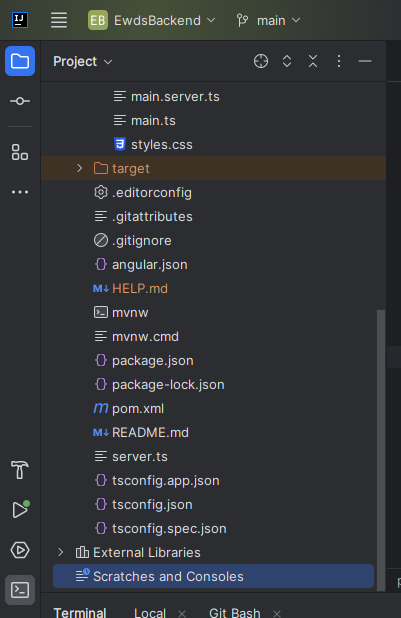 IJ
EB EwdsBackend main
Project
main.server.ts
main.ts
styles.css
target
.editorconfig
.gitattributes
.gitignore
{} angular.json
M↓ HELP.md
mvnw
mvnw.cmd
{} package.json
{} package-lock.json
m pom.xml
M↓ README.md
server.ts
{} tsconfig.app.json
{} tsconfig.json
{} tsconfig.spec.json
External Libraries
Scratches and Consoles
Terminal Local × Git Bash ×